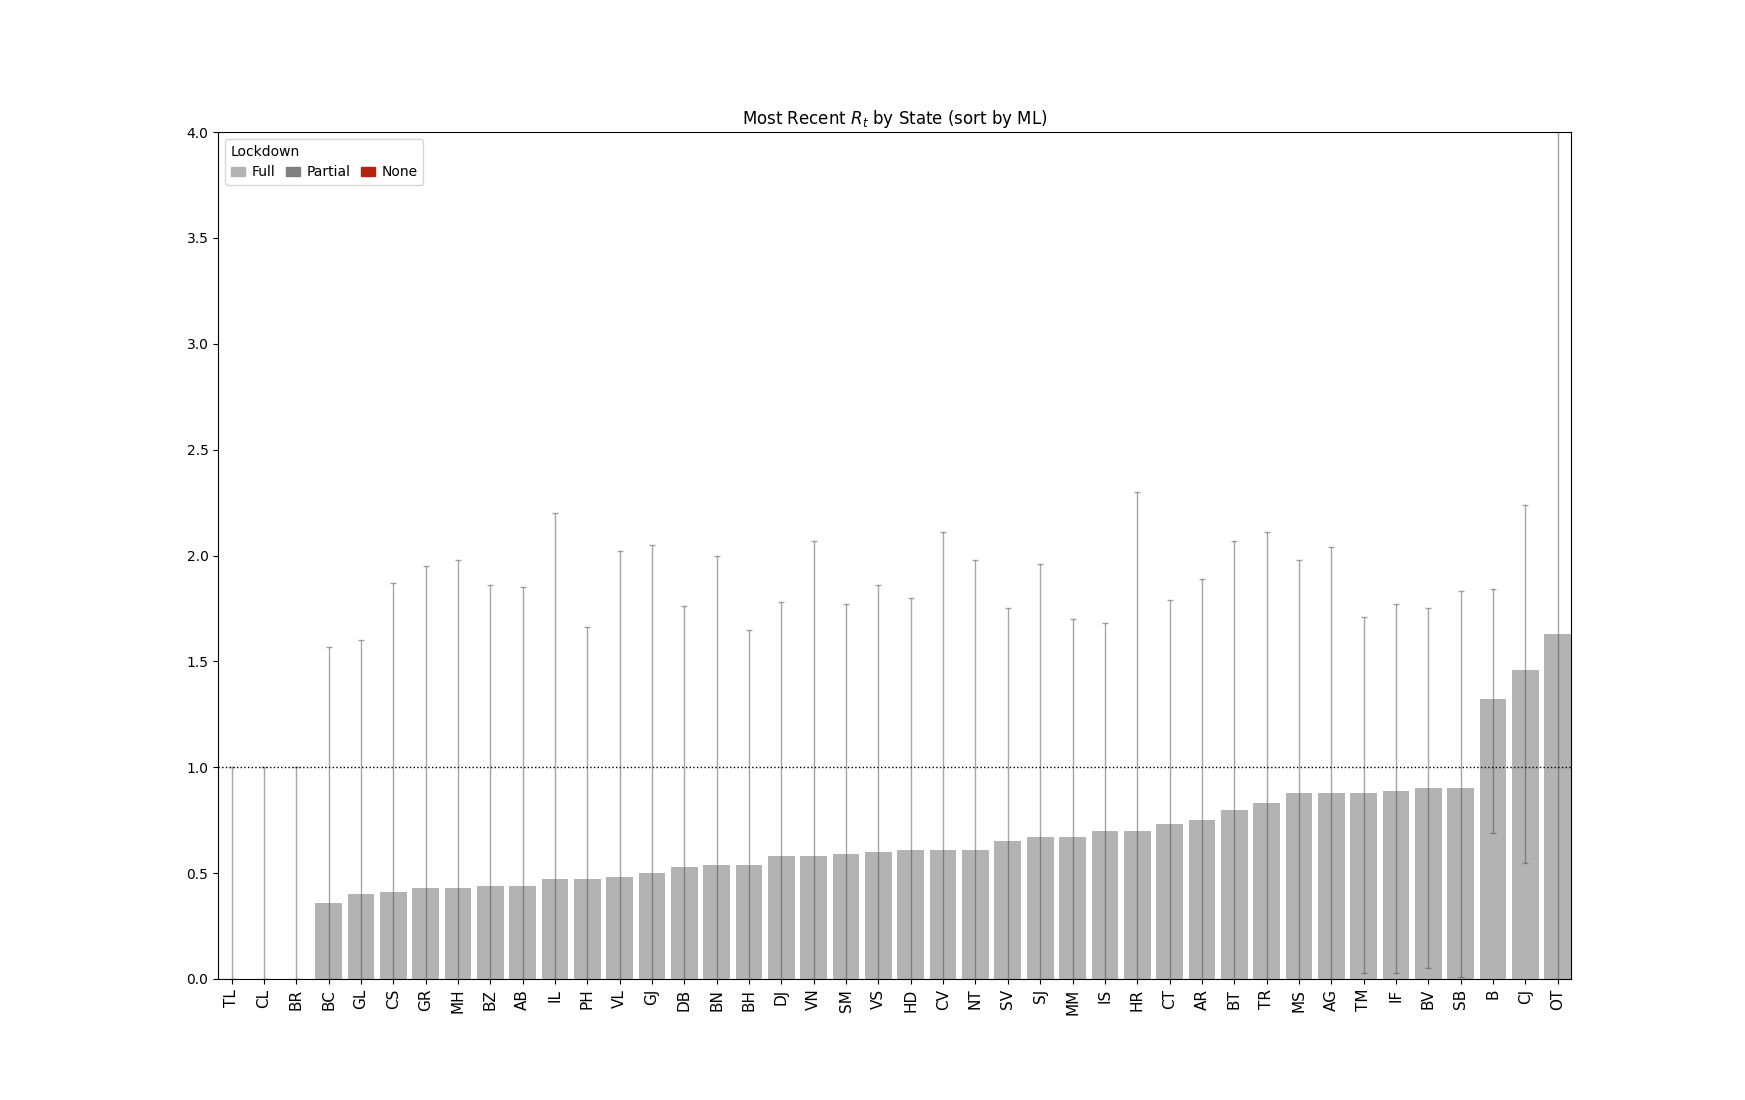 Most Recent Rt by State (sort by ML)
4.0
Lockdown
Full Partial None
3.5
3.0
2.5
2.0
1.5
1.0
0.5
0.0
TL CL BR BC GL CS GR MH BZ AB IL PH VL GJ DB BN BH DJ VN SM VS HD CV NT SV SJ MM IS HR CT AR BT TR MS AG TM IF BV SB B CJ OT